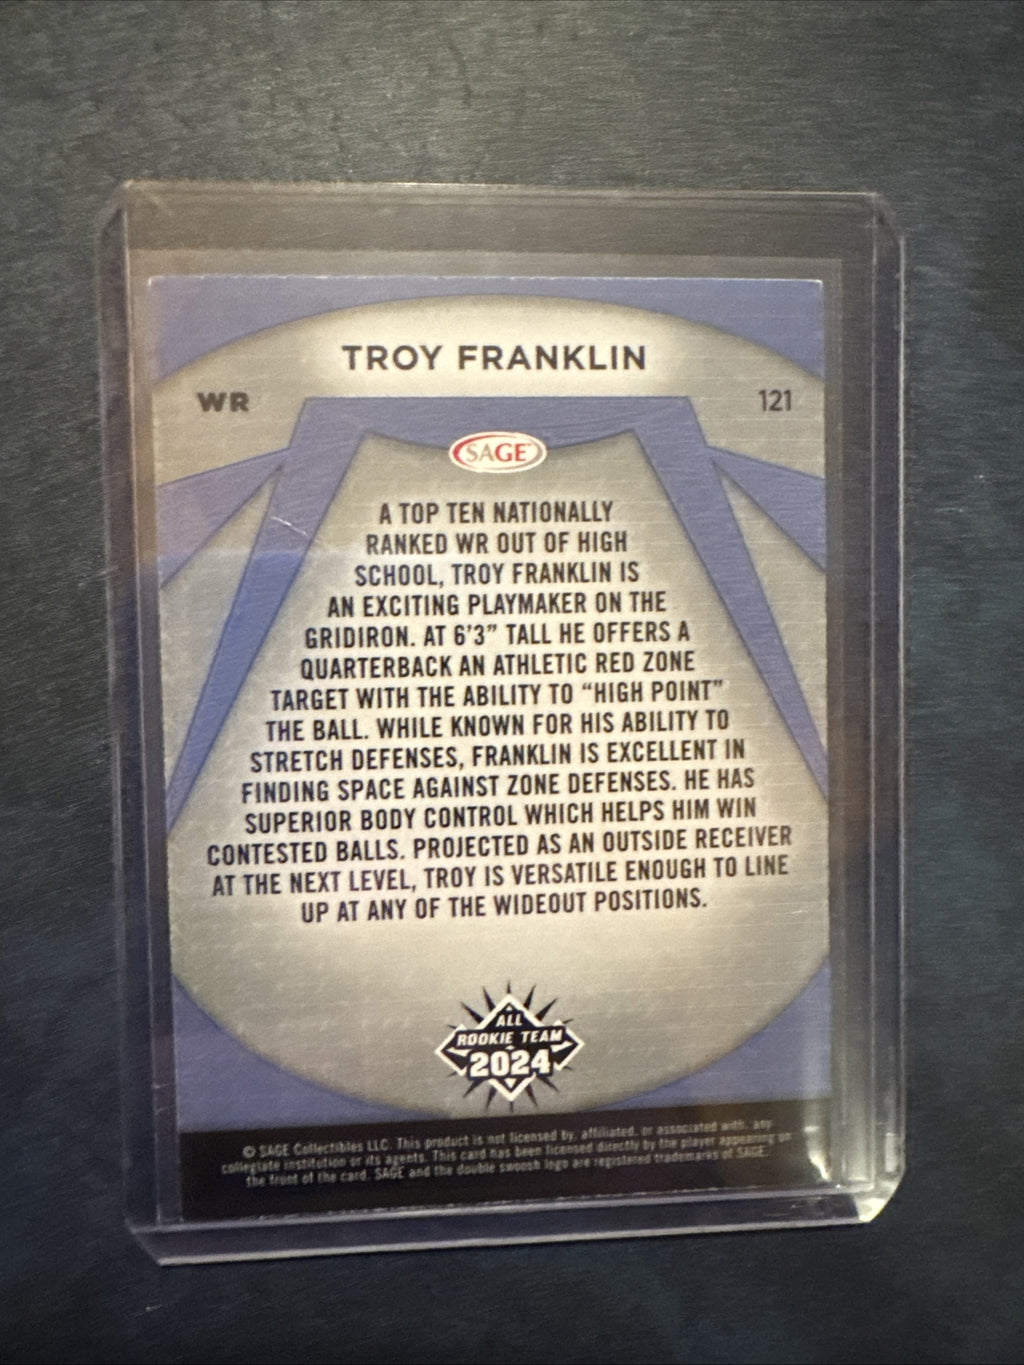 TROY FRANKLIN
WR
121
SAGE
A TOP TEN NATIONALLY
RANKED WR OUT OF HIGH
SCHOOL, TROY FRANKLIN IS
AN EXCITING PLAYMAKER ON THE
GRIDIRON. AT 6'3" TALL HE OFFERS A
QUARTERBACK AN ATHLETIC RED ZONE
TARGET WITH THE ABILITY TO "HIGH POINT"
THE BALL. WHILE KNOWN FOR HIS ABILITY TO
STRETCH DEFENSES, FRANKLIN IS EXCELLENT IN
FINDING SPACE AGAINST ZONE DEFENSES. HE HAS
SUPERIOR BODY CONTROL WHICH HELPS HIM WIN
CONTESTED BALLS. PROJECTED AS AN OUTSIDE RECEIVER
AT THE NEXT LEVEL, TROY IS VERSATILE ENOUGH TO LINE
UP AT ANY OF THE WIDEOUT POSITIONS.
ALL
ROOKIE TEAM
2024
© SAGE Collectibles LLC. This product is not licensed by, affiliated, or associated with, any
collegiate institution or its agents. This card has been licensed directly by the player appearing on
the front of the card. SAGE and the double swoosh logo are registered trademarks of SAGE.